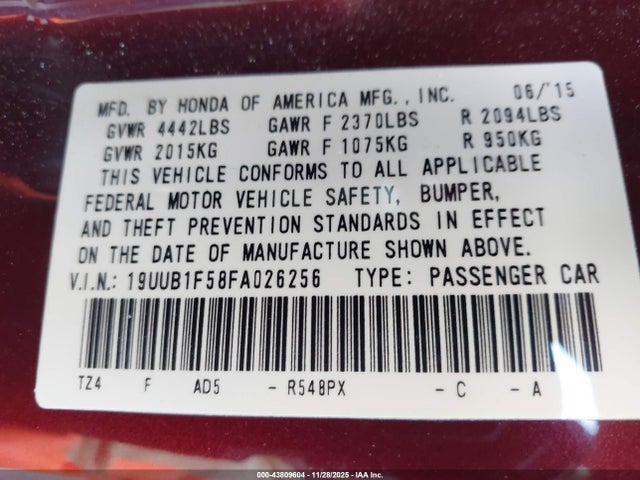 MFD. BY HONDA OF AMERICA MFG., INC. 06/'15
GVWR 4442LBS GAWR F 2370LBS R 2094LBS
GVWR 2015KG GAWR F 1075KG R 950KG
THIS VEHICLE CONFORMS TO ALL APPLICABLE
FEDERAL MOTOR VEHICLE SAFETY, BUMPER,
AND THEFT PREVENTION STANDARDS IN EFFECT
ON THE DATE OF MANUFACTURE SHOWN ABOVE.
V.I.N.: 19UUB1F58FA026256 TYPE: PASSENGER CAR
TZ4 F AD5 - R548PX - C - A
000-43809604 - 11/28/2025 - IAA Inc.